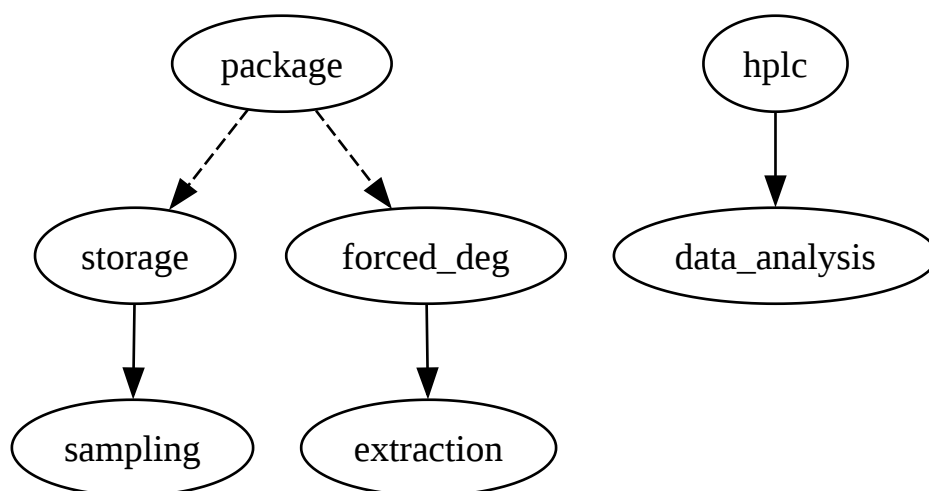 package
hplc
storage
forced_deg
data_analysis
sampling
extraction